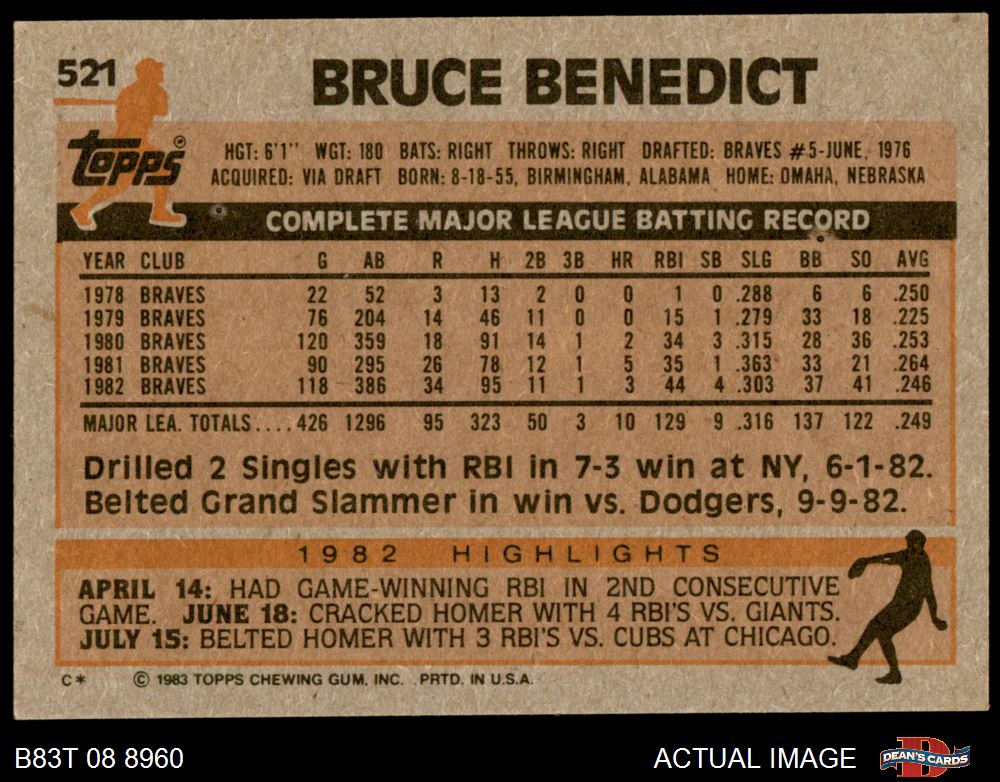 521
BRUCE BENEDICT
Topps®
HGT: 6'1" WGT: 180 BATS: RIGHT THROWS: RIGHT DRAFTED: BRAVES #5-JUNE, 1976
ACQUIRED: VIA DRAFT BORN: 8-18-55, BIRMINGHAM, ALABAMA HOME: OMAHA, NEBRASKA
COMPLETE MAJOR LEAGUE BATTING RECORD
YEAR CLUB G AB R H 2B 3B HR RBI SB SLG BB SO AVG
1978 BRAVES 22 52 3 13 2 0 0 1 0 .288 6 6 .250
1979 BRAVES 76 204 14 46 11 0 0 15 1 .279 33 18 .225
1980 BRAVES 120 359 18 91 14 1 2 34 3 .315 28 36 .253
1981 BRAVES 90 295 26 78 12 1 5 35 1 .363 33 21 .264
1982 BRAVES 118 386 34 95 11 1 3 44 4 .303 37 41 .246
MAJOR LEA. TOTALS....426 1296 95 323 50 3 10 129 9 .316 137 122 .249
Drilled 2 Singles with RBI in 7-3 win at NY, 6-1-82.
Belted Grand Slammer in win vs. Dodgers, 9-9-82.
1982 HIGHLIGHTS
APRIL 14: HAD GAME-WINNING RBI IN 2ND CONSECUTIVE
GAME. JUNE 18: CRACKED HOMER WITH 4 RBI'S VS. GIANTS.
JULY 15: BELTED HOMER WITH 3 RBI'S VS. CUBS AT CHICAGO.
C* © 1983 TOPPS CHEWING GUM, INC. PRTD. IN U.S.A.
B83T 08 8960 ACTUAL IMAGE DEAN'S CARDS